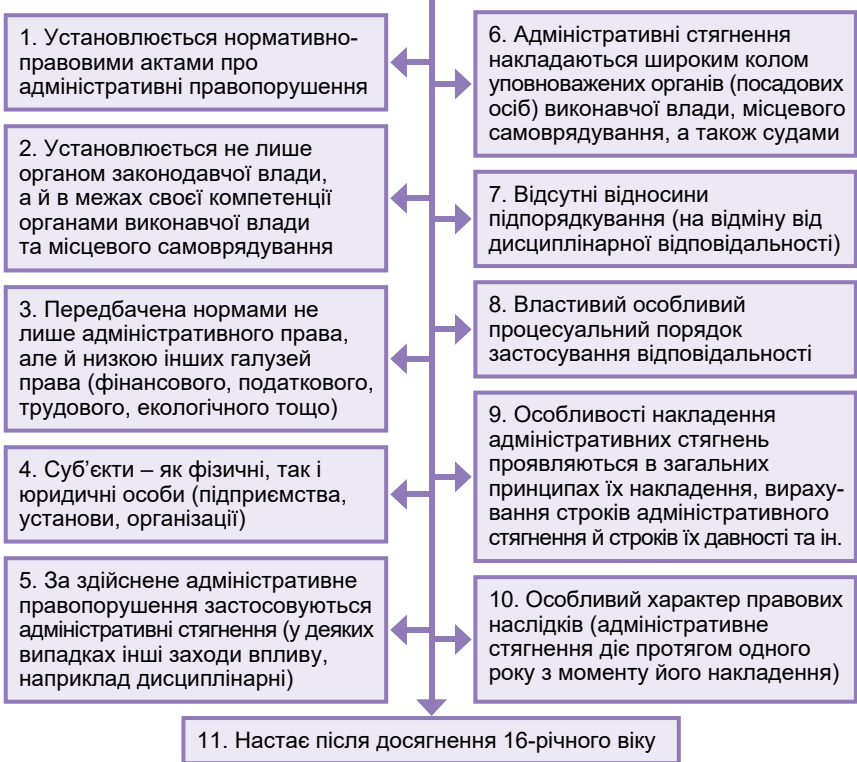 1. Установлюється нормативно-
правовими актами про
адміністративні правопорушення
2. Установлюється не лише
органом законодавчої влади,
а й в межах своєї компетенції
органами виконавчої влади
та місцевого самоврядування
3. Передбачена нормами не
лише адміністративного права,
але й низкою інших галузей
права (фінансового, податкового,
трудового, екологічного тощо)
4. Суб’єкти – як фізичні, так і
юридичні особи (підприємства,
установи, організації)
5. За здійснене адміністративне
правопорушення застосовуються
адміністративні стягнення (у деяких
випадках інші заходи впливу,
наприклад дисциплінарні)
6. Адміністративні стягнення
накладаються широким колом
уповноважених органів (посадових
осіб) виконавчої влади, місцевого
самоврядування, а також судами
7. Відсутні відносини
підпорядкування (на відміну від
дисциплінарної відповідальності)
8. Властивий особливий
процесуальний порядок
застосування відповідальності
9. Особливості накладення
адміністративних стягнень
проявляються в загальних
принципах їх накладення, вираху-
вання строків адміністративного
стягнення й строків їх давності та ін.
10. Особливий характер правових
наслідків (адміністративне
стягнення діє протягом одного
року з моменту його накладення)
11. Настає після досягнення 16-річного віку